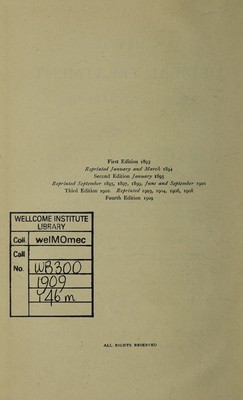 First Edition 1893
Reprinted January and March 1894
Second Edition January 1895
Reprinted September 1895, 1897, 1899, June and September 1901
Third Edition 1902. Reprinted 1903, 1904, 1906, 1908
Fourth Edition 1909
WELLCOME INSTITUTE
LIBRARY
Coll. welMOmec
Call
No. WB300
1909
Y46m
ALL RIGHTS RESERVED